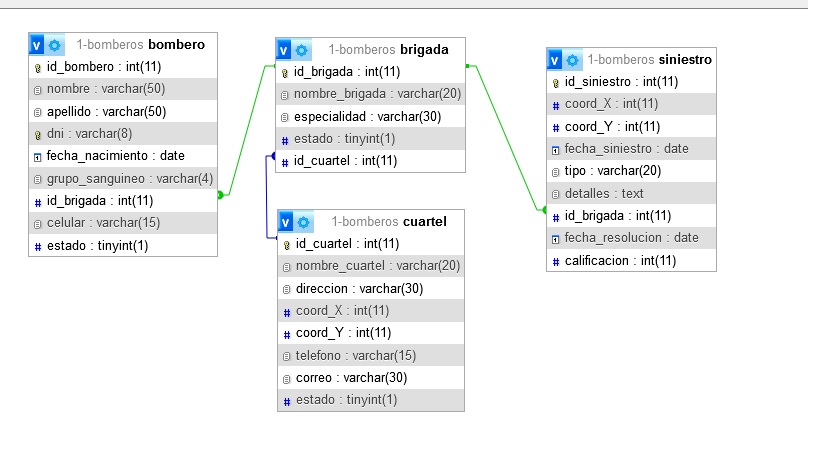 v 1-bomberos bombero
id_bombero : int(11)
nombre : varchar(50)
apellido : varchar(50)
dni : varchar(8)
fecha_nacimiento : date
grupo_sanguineo : varchar(4)
# id_brigada : int(11)
celular : varchar(15)
# estado : tinyint(1)
v 1-bomberos brigada
id_brigada : int(11)
nombre_brigada : varchar(20)
especialidad : varchar(30)
# estado : tinyint(1)
# id_cuartel : int(11)
v 1-bomberos cuartel
id_cuartel : int(11)
nombre_cuartel : varchar(20)
direccion : varchar(30)
# coord_X : int(11)
# coord_Y : int(11)
telefono : varchar(15)
correo : varchar(30)
# estado : tinyint(1)
v 1-bomberos siniestro
id_siniestro : int(11)
# coord_X : int(11)
# coord_Y : int(11)
fecha_siniestro : date
tipo : varchar(20)
detalles : text
# id_brigada : int(11)
fecha_resolucion : date
# calificacion : int(11)